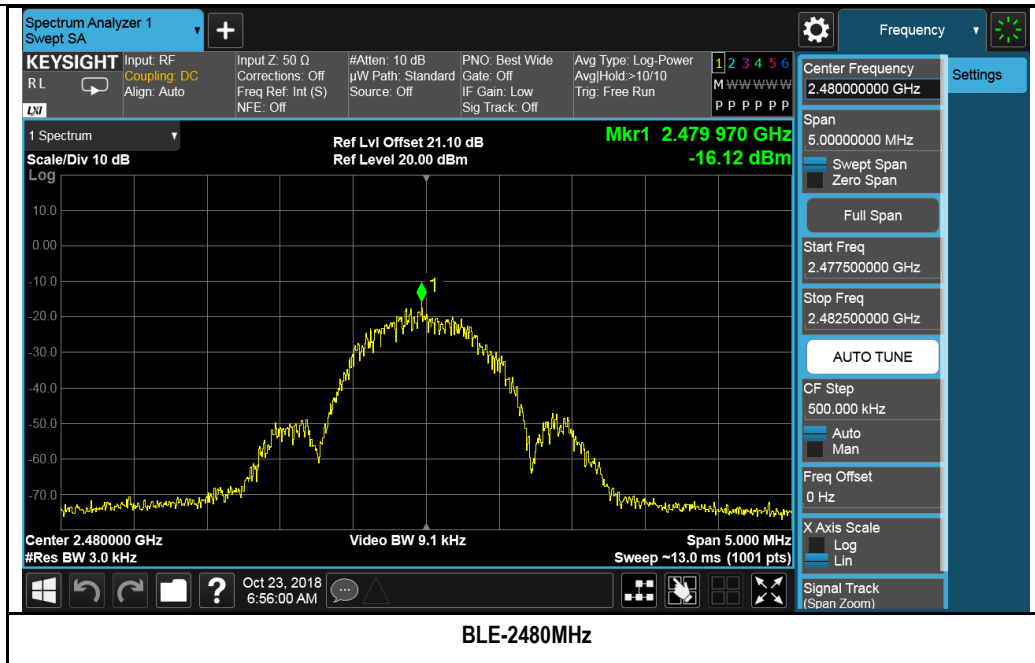 Spectrum Analyzer 1
Swept SA
+
Frequency
KEYSIGHT
RL
LXI
Input: RF
Coupling: DC
Align: Auto
Input Z: 50 Ω
Corrections: Off
Freq Ref: Int (S)
NFE: Off
#Atten: 10 dB
µW Path: Standard
Source: Off
PNO: Best Wide
Gate: Off
IF Gain: Low
Sig Track: Off
Avg Type: Log-Power
Avg|Hold:>10/10
Trig: Free Run
1 2 3 4 5 6
M W W W W W
P P P P P P
Center Frequency
2.480000000 GHz
Settings
Span
5.00000000 MHz
Swept Span
Zero Span
Full Span
Start Freq
2.477500000 GHz
Stop Freq
2.482500000 GHz
AUTO TUNE
CF Step
500.000 kHz
Auto
Man
Freq Offset
0 Hz
X Axis Scale
Log
Lin
Signal Track
(Span Zoom)
1 Spectrum
Scale/Div 10 dB
Ref Lvl Offset 21.10 dB
Ref Level 20.00 dBm
Mkr1 2.479 970 GHz
-16.12 dBm
Log
10.0
0.00
-10.0
-20.0
-30.0
-40.0
-50.0
-60.0
-70.0
1
Center 2.480000 GHz
#Res BW 3.0 kHz
Video BW 9.1 kHz
Span 5.000 MHz
Sweep ~13.0 ms (1001 pts)
?
Oct 23, 2018
6:56:00 AM
BLE-2480MHz